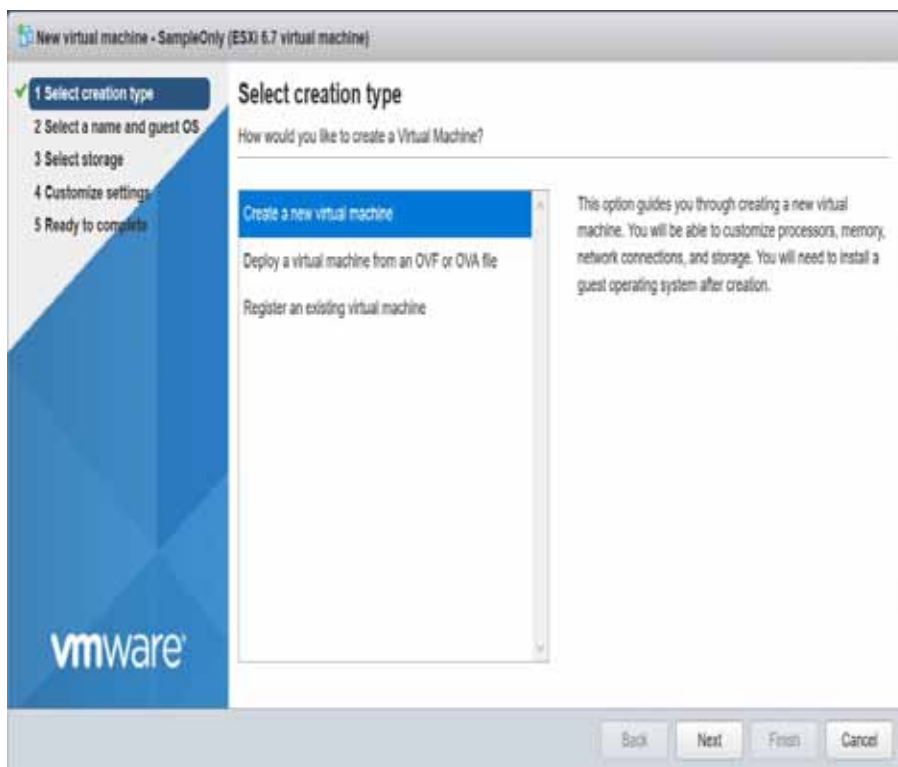 New virtual machine - SampleOnly (ESXi 6.7 virtual machine)
1 Select creation type
2 Select a name and guest OS
3 Select storage
4 Customize settings
5 Ready to complete
vmware
Select creation type
How would you like to create a Virtual Machine?
Create a new virtual machine
Deploy a virtual machine from an OVF or OVA file
Register an existing virtual machine
This option guides you through creating a new virtual
machine. You will be able to customize processors, memory,
network connections, and storage. You will need to install a
guest operating system after creation.
Back
Next
Finish
Cancel